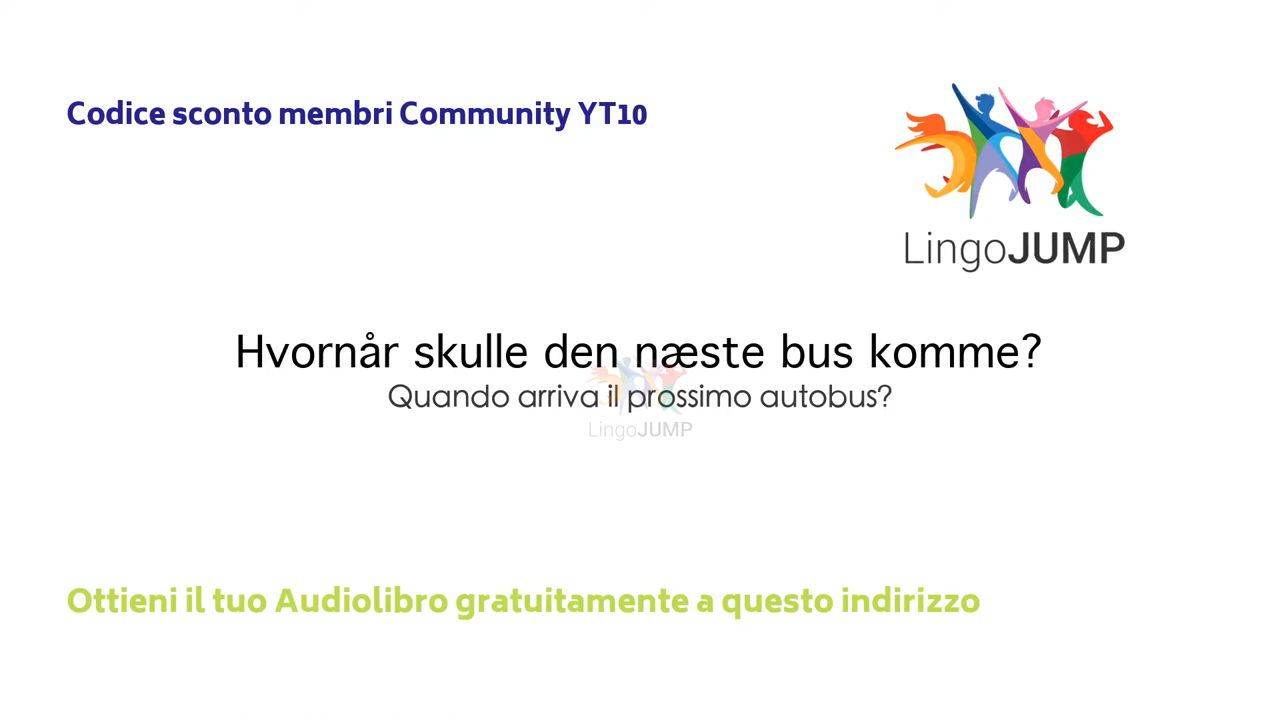 Codice sconto membri Community YT10
LingoJUMP
Hvornår skulle den næste bus komme?
Quando arriva il prossimo autobus?
LingoJUMP
Ottieni il tuo Audiolibro gratuitamente a questo indirizzo